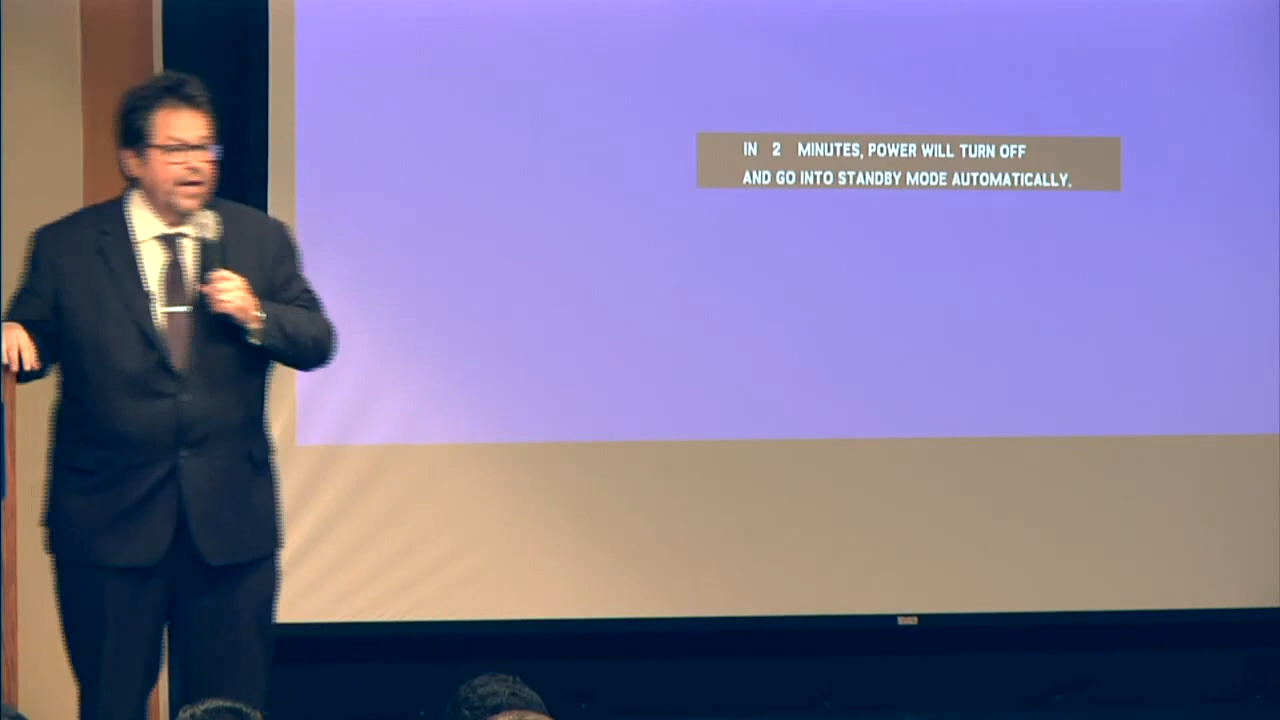 IN 2 MINUTES, POWER WILL TURN OFF
AND GO INTO STANDBY MODE AUTOMATICALLY.